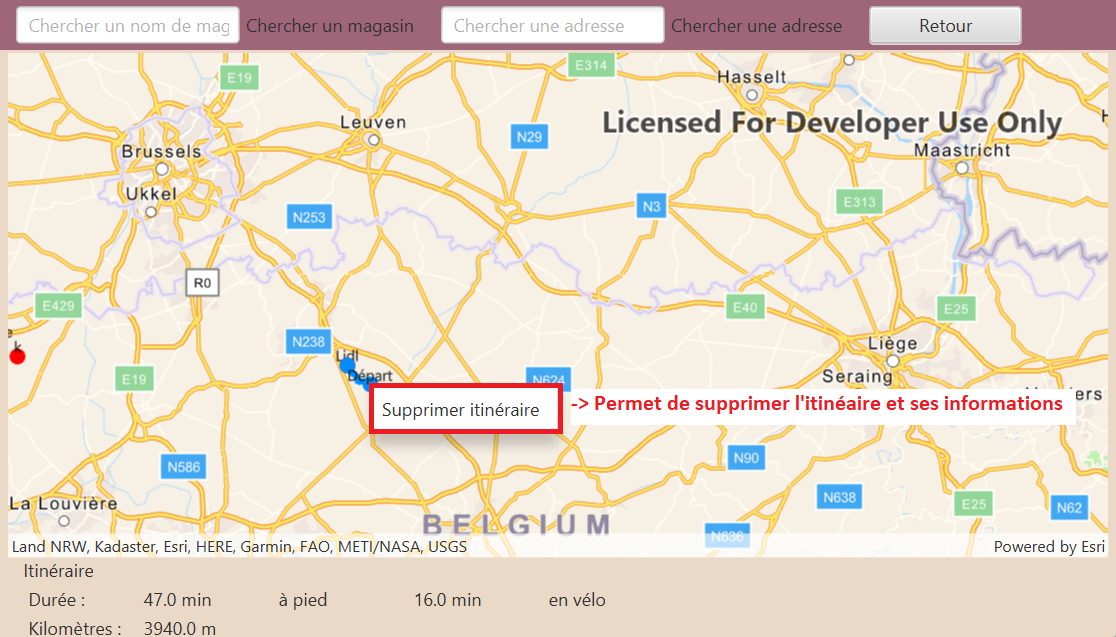 Chercher un nom de mag Chercher un magasin Chercher une adresse Chercher une adresse Retour
E314
E19
Hasselt
Leuven
Licensed For Developer Use Only
N29
Brussels
Maastricht
Ukkel
E313
N3
N253
R0
E429
E40
E25
N238
Liège
k
Lidl
Départ
Seraing
E19
N624
Supprimer itinéraire
-> Permet de supprimer l'itinéaire et ses informations
N90
N586
N638
La Louvière
E25
N62
BELGIUM
N636
Land NRW, Kadaster, Esri, HERE, Garmin, FAO, METI/NASA, USGS
Powered by Esri
Itinéraire
Durée : 47.0 min à pied 16.0 min en vélo
Kilomètres : 3940.0 m